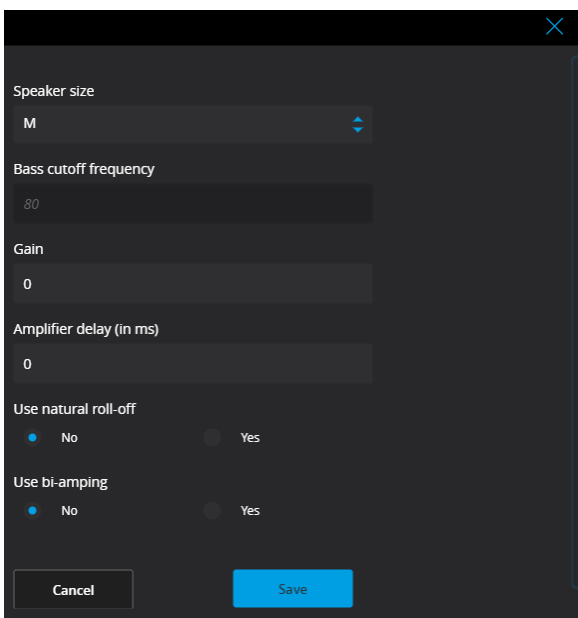 Speaker size
M
Bass cutoff frequency
80
Gain
0
Amplifier delay (in ms)
0
Use natural roll-off
No Yes
Use bi-amping
No Yes
Cancel Save